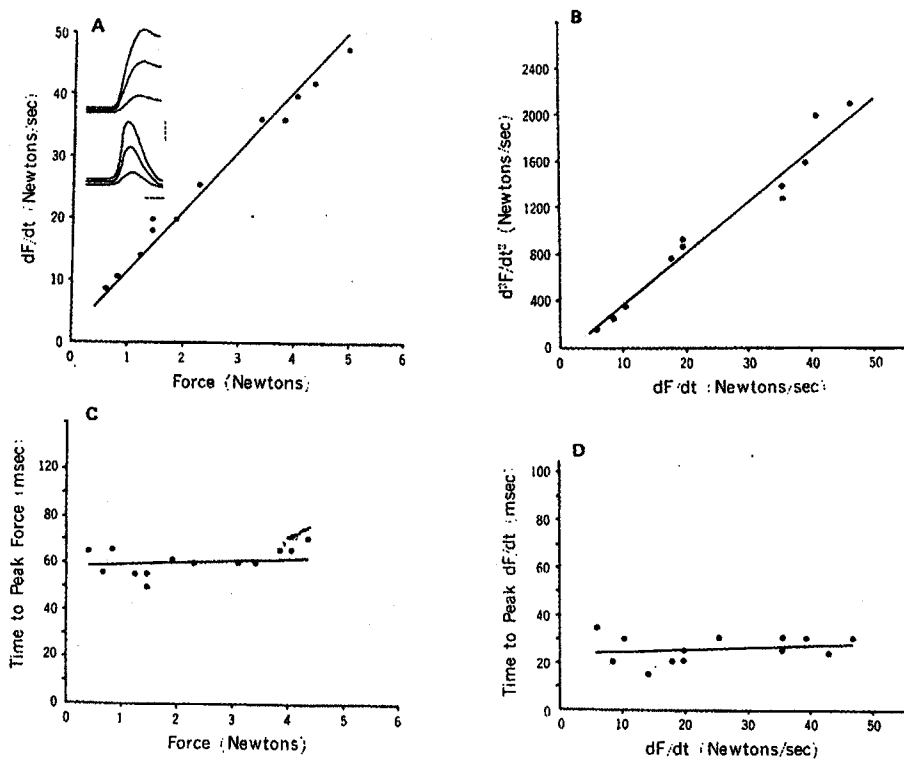 A
50
40
30
20
10
0
dF/dt (Newtons/sec)
0 1 2 3 4 5 6
Force (Newtons)
B
2400
2000
1600
1200
800
400
0
d²F/dt² (Newtons/sec)
0 10 20 30 40 50
dF/dt (Newtons/sec)
C
120
100
80
60
40
20
0
Time to Peak Force (msec)
0 1 2 3 4 5 6
Force (Newtons)
D
100
80
60
40
20
0
Time to Peak dF/dt (msec)
0 10 20 30 40 50
dF/dt (Newtons/sec)